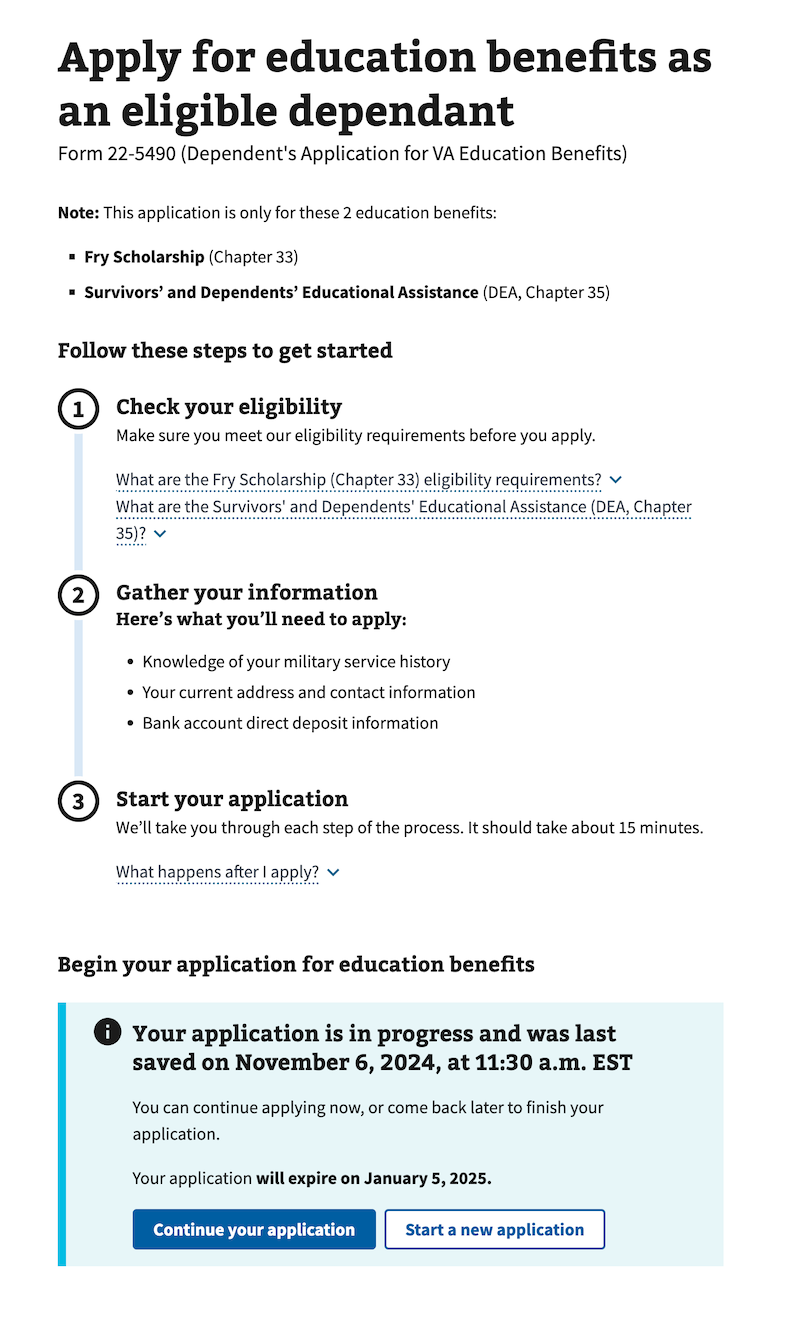 Apply for education benefits as
an eligible dependant
Form 22-5490 (Dependent's Application for VA Education Benefits)
Note: This application is only for these 2 education benefits:
▪ Fry Scholarship (Chapter 33)
▪ Survivors’ and Dependents’ Educational Assistance (DEA, Chapter 35)
Follow these steps to get started
1 Check your eligibility
Make sure you meet our eligibility requirements before you apply.
What are the Fry Scholarship (Chapter 33) eligibility requirements?
What are the Survivors' and Dependents' Educational Assistance (DEA, Chapter
35)?
2 Gather your information
Here’s what you’ll need to apply:
• Knowledge of your military service history
• Your current address and contact information
• Bank account direct deposit information
3 Start your application
We’ll take you through each step of the process. It should take about 15 minutes.
What happens after I apply?
Begin your application for education benefits
Your application is in progress and was last
saved on November 6, 2024, at 11:30 a.m. EST
You can continue applying now, or come back later to finish your
application.
Your application will expire on January 5, 2025.
Continue your application Start a new application